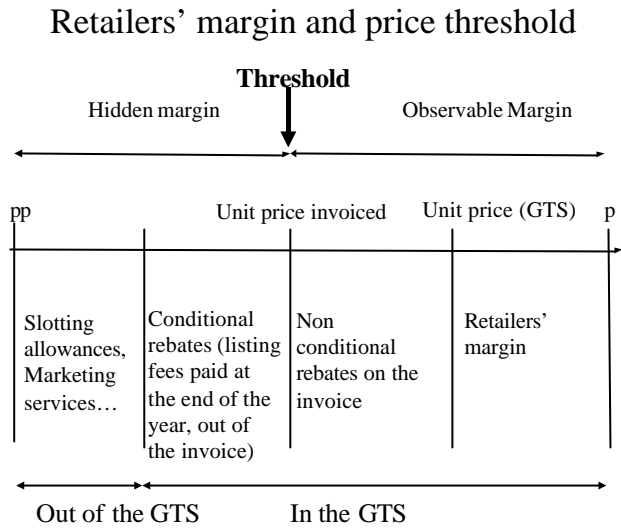 Retailers’ margin and price threshold
Threshold
Hidden margin
Observable Margin
pp
Unit price invoiced
Unit price (GTS)
p
Slotting
allowances,
Marketing
services…
Conditional
rebates (listing
fees paid at
the end of the
year, out of
the invoice)
Non
conditional
rebates on the
invoice
Retailers’
margin
Out of the GTS
In the GTS